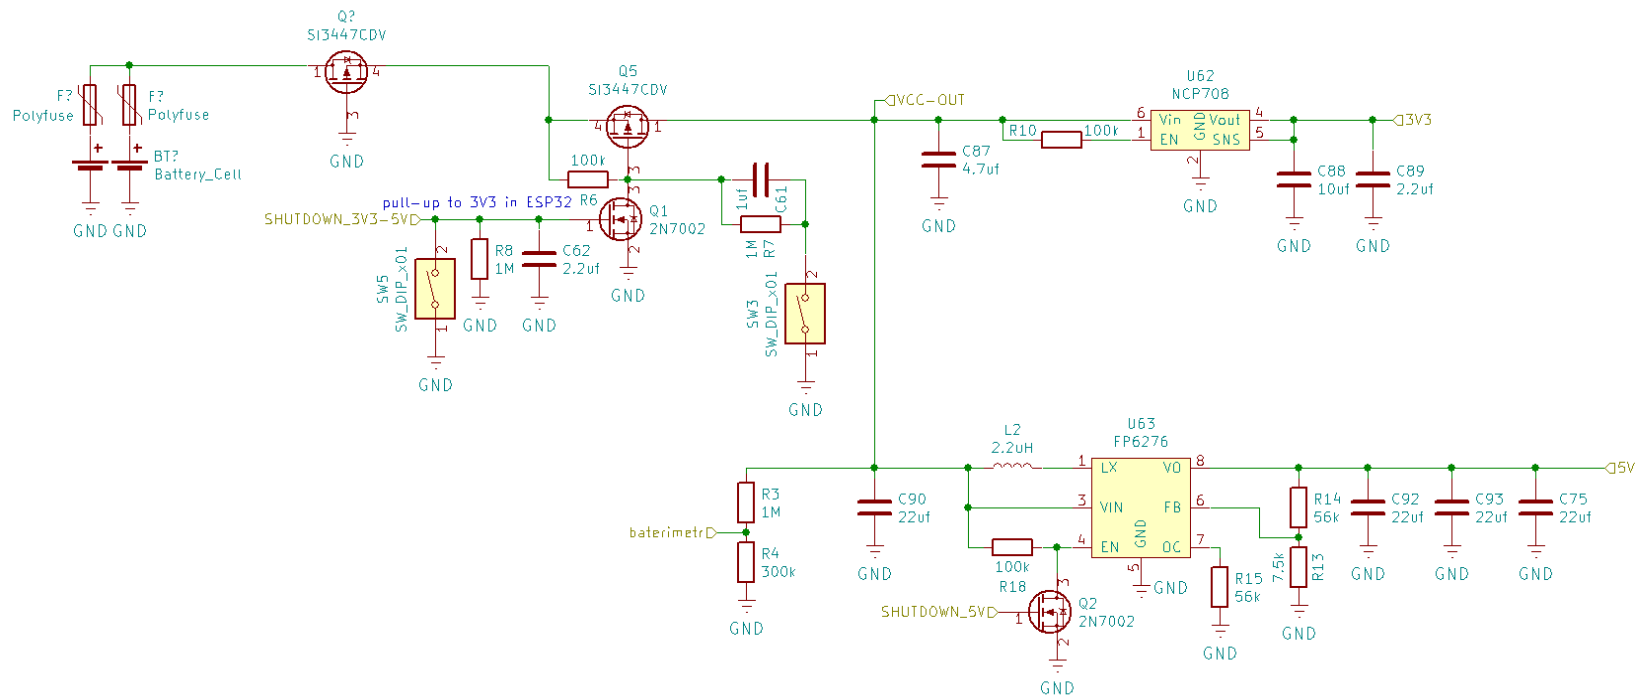 Q?
SI3447CDV
1
4
3
GND
F?
Polyfuse
F?
Polyfuse
+
+
BT?
Battery_Cell
GND
GND
Q5
SI3447CDV
4
1
3
100k
R6
pull-up to 3V3 in ESP32
SHUTDOWN_3V3-5V
3
1
2
Q1
2N7002
GND
SW5
SW_DIP_x01
2
1
GND
R8
1M
GND
C62
2.2uf
GND
1uf
C61
1M
R7
SW3
SW_DIP_x01
2
1
GND
VCC-OUT
C87
4.7uf
GND
R10
100k
U62
NCP708
6
Vin
1
EN
GND
2
Vout
4
SNS
5
GND
3V3
C88
10uf
GND
C89
2.2uf
GND
R3
1M
baterimetr
R4
300k
GND
C90
22uf
GND
L2
2.2uH
U63
FP6276
1
LX
3
VIN
4
EN
GND
5
GND
VO
8
FB
6
OC
7
100k
R18
SHUTDOWN_5V
3
1
2
Q2
2N7002
GND
R15
56k
GND
R14
56k
7.5k
R13
GND
C92
22uf
GND
C93
22uf
GND
C75
22uf
GND
5V